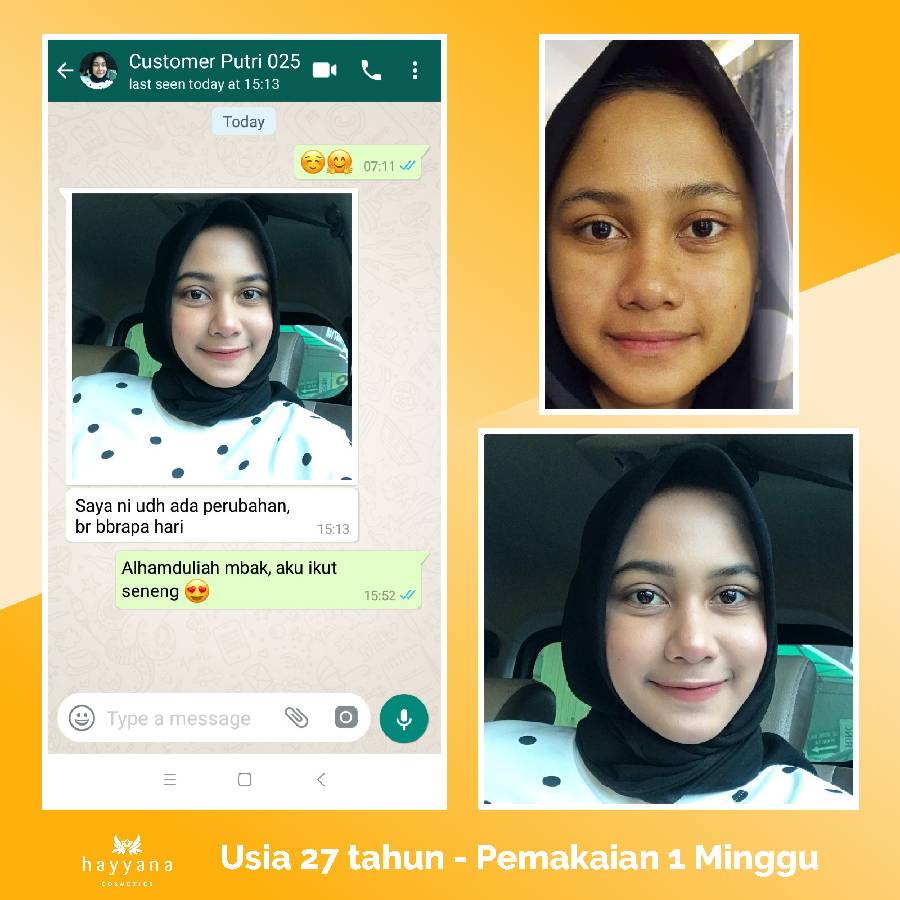 Customer Putri 025
last seen today at 15:13
Today
☺️🤗 07:11
Saya ni udh ada perubahan,
br bbrapa hari
15:13
Alhamduliah mbak, aku ikut
seneng 😍 15:52
Type a message
hayyana
COSMETICS
Usia 27 tahun - Pemakaian 1 Minggu